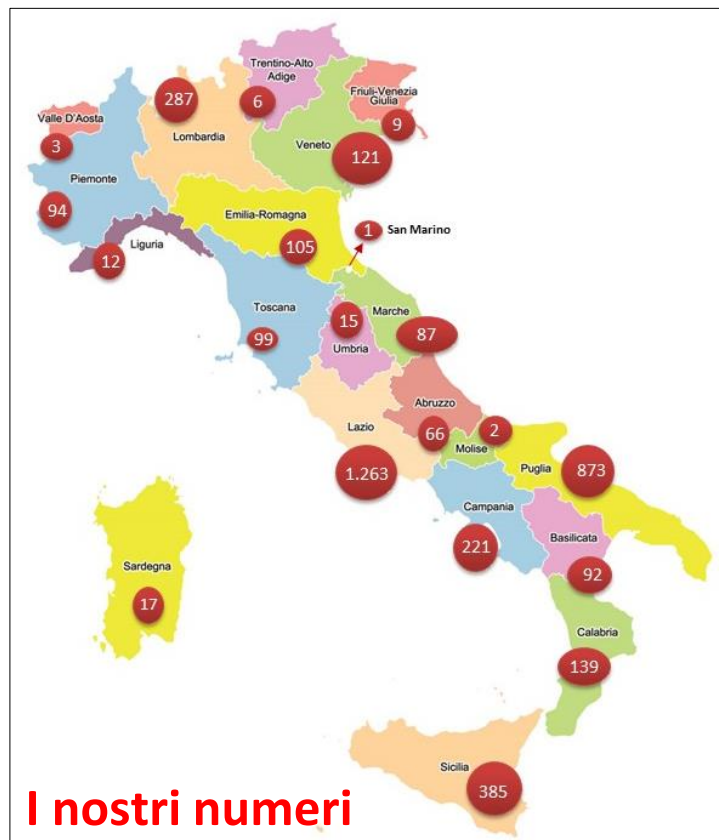 Trentino-Alto
Adige
6
287
Lombardia
Friuli-Venezia
Giulia
9
Valle D'Aosta
3
Veneto
121
Piemonte
94
Emilia-Romagna
105
1 San Marino
Liguria
12
Toscana
99
15
Umbria
Marche
87
Abruzzo
66
2
Molise
Lazio
1.263
Puglia
873
Campania
221
Basilicata
92
Sardegna
17
Calabria
139
Sicilia
385
I nostri numeri